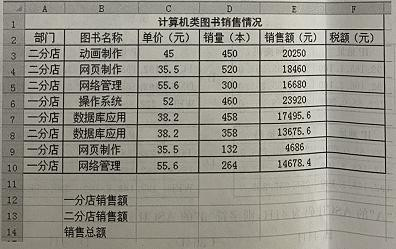 A B C D E F
1 计算机类图书销售情况
2 部门 图书名称 单价（元） 销量（本） 销售额（元） 税额（元）
3 二分店 动画制作 45 450 20250
4 二分店 网页制作 35.5 520 18460
5 二分店 网络管理 55.6 300 16680
6 一分店 操作系统 52 460 23920
7 一分店 数据库应用 38.2 458 17495.6
8 二分店 数据库应用 38.2 358 13675.6
9 一分店 网页制作 35.5 132 4686
10 一分店 网络管理 55.6 264 14678.4
11
12 一分店销售额
13 二分店销售额
14 销售总额